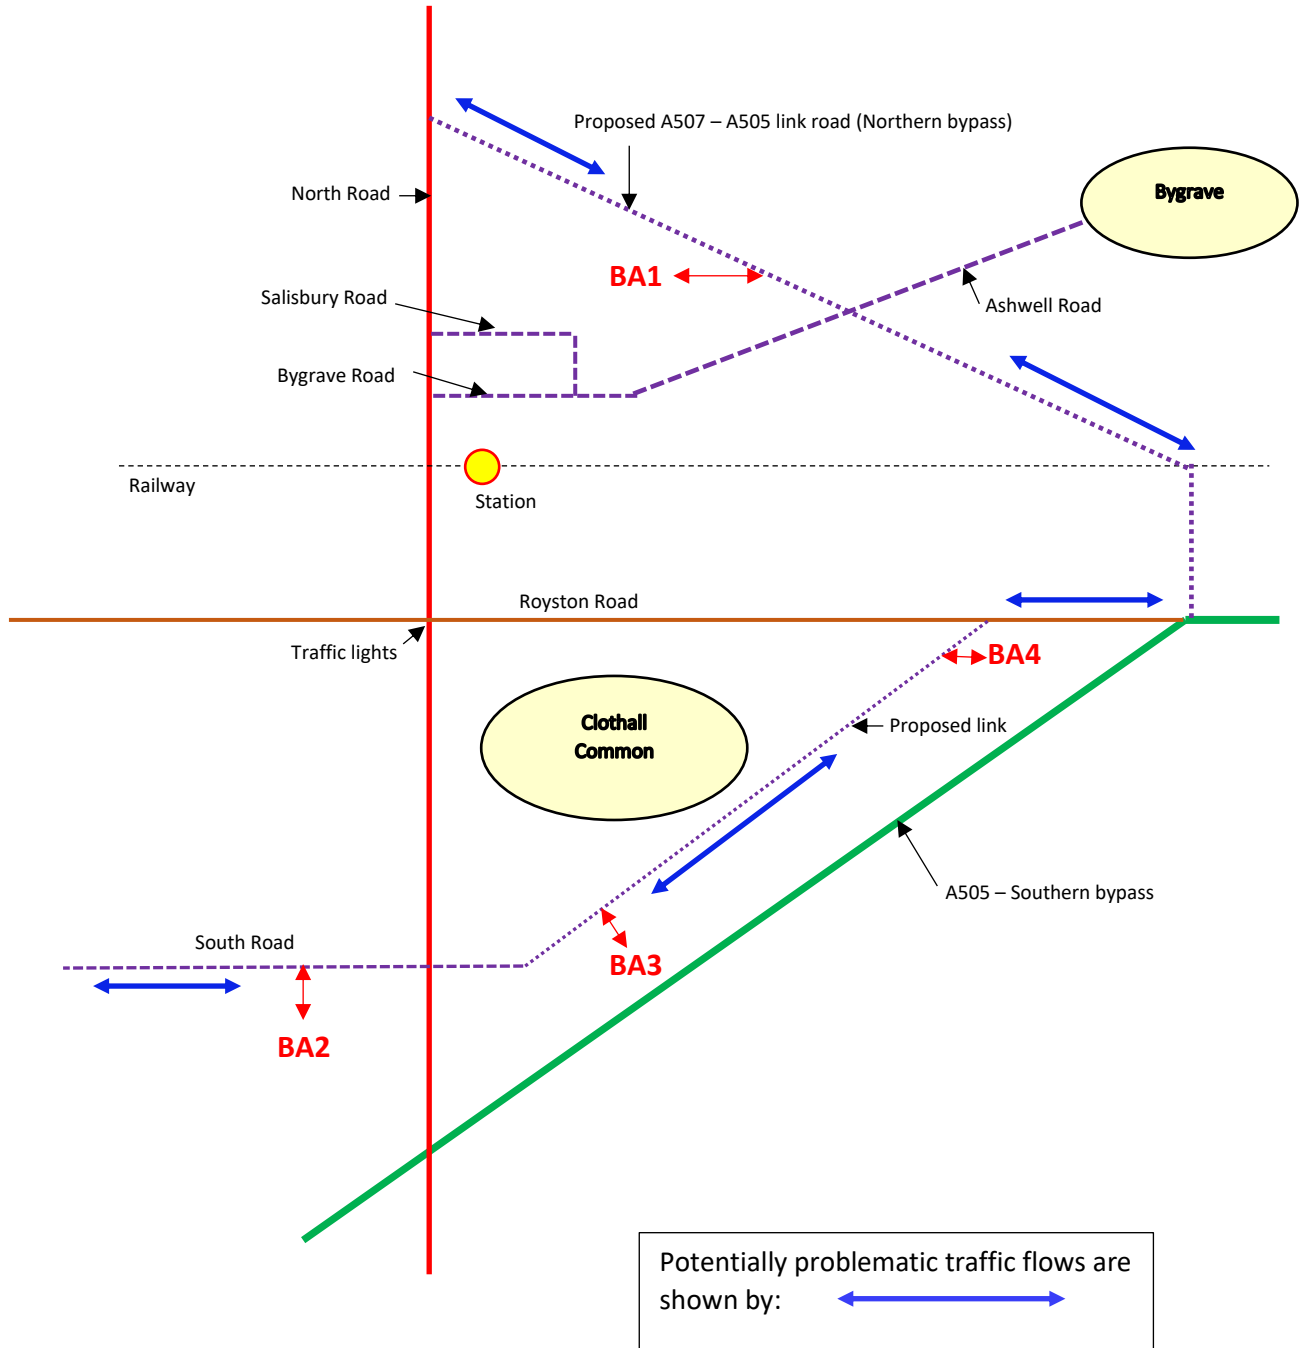 Proposed A507 – A505 link road (Northern bypass)
North Road
Bygrave
BA1
Salisbury Road
Ashwell Road
Bygrave Road
Railway
Station
Royston Road
Traffic lights
BA4
Clothall
Common
Proposed link
A505 – Southern bypass
South Road
BA3
BA2
Potentially problematic traffic flows are
shown by: